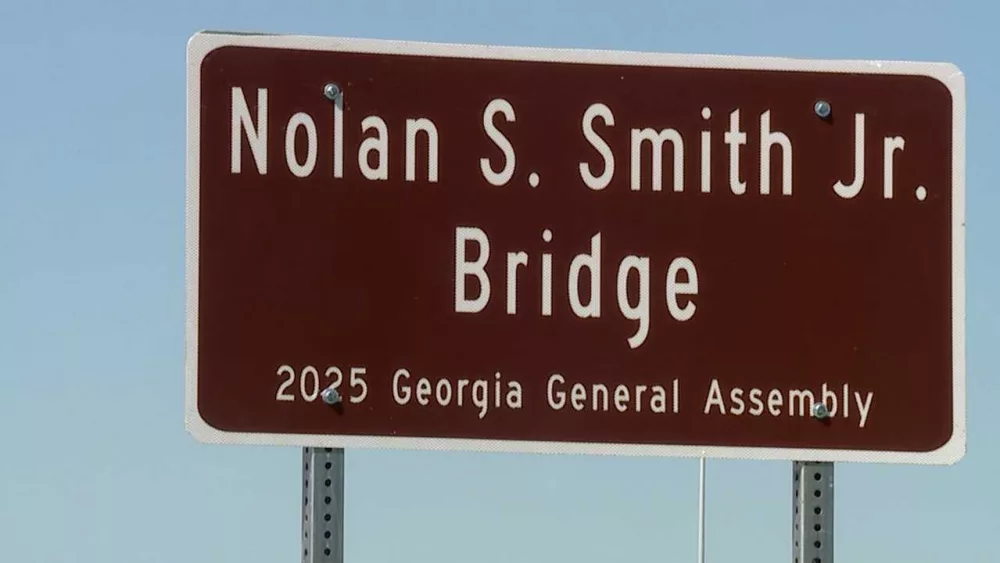 Nolan S. Smith Jr.
Bridge
2025 Georgia General Assembly